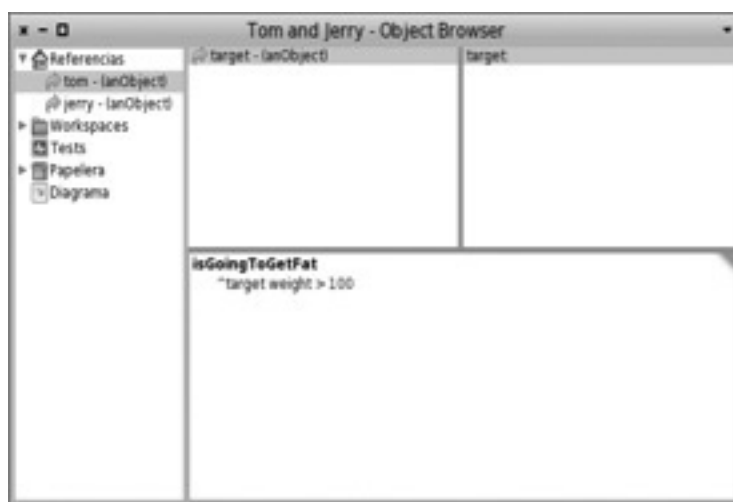 Tom and Jerry - Object Browser
Referencias
tom - (anObject)
jerry - (anObject)
Workspaces
Tests
Papelera
Diagrama
target - (anObject)
target
isGoingToGetFat
^target weight > 100